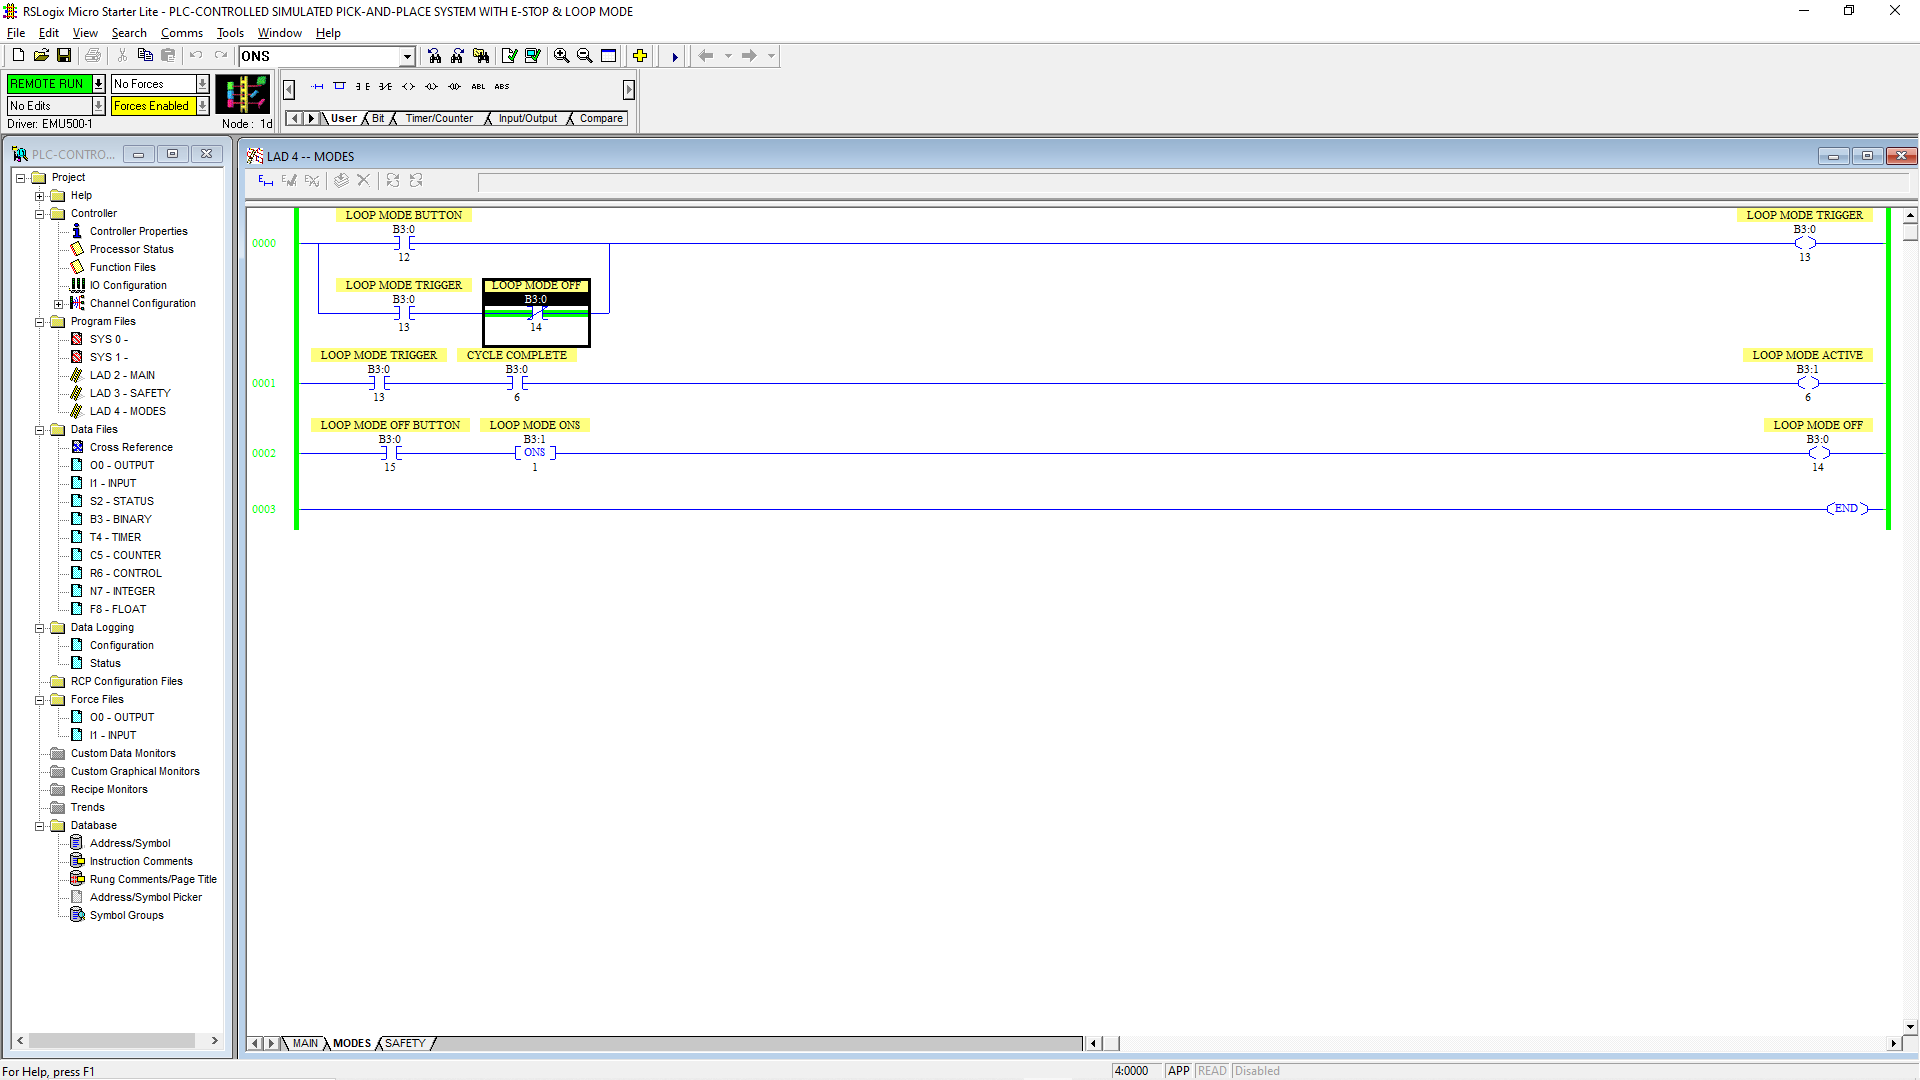 RSLogix Micro Starter Lite - PLC-CONTROLLED SIMULATED PICK-AND-PLACE SYSTEM WITH E-STOP & LOOP MODE
File Edit View Search Comms Tools Window Help
ONS
REMOTE RUN No Forces
No Edits Forces Enabled
Driver: EMU500-1 Node : 1d
ABL ABS
User Bit Timer/Counter Input/Output Compare
PLC-CONTRO...
Project
Help
Controller
Controller Properties
Processor Status
Function Files
IO Configuration
Channel Configuration
Program Files
SYS 0 -
SYS 1 -
LAD 2 - MAIN
LAD 3 - SAFETY
LAD 4 - MODES
Data Files
Cross Reference
O0 - OUTPUT
I1 - INPUT
S2 - STATUS
B3 - BINARY
T4 - TIMER
C5 - COUNTER
R6 - CONTROL
N7 - INTEGER
F8 - FLOAT
Data Logging
Configuration
Status
RCP Configuration Files
Force Files
O0 - OUTPUT
I1 - INPUT
Custom Data Monitors
Custom Graphical Monitors
Recipe Monitors
Trends
Database
Address/Symbol
Instruction Comments
Rung Comments/Page Title
Address/Symbol Picker
Symbol Groups
LAD 4 -- MODES
LOOP MODE BUTTON LOOP MODE TRIGGER
B3:0 B3:0
0000
12 13
LOOP MODE TRIGGER LOOP MODE OFF
B3:0 B3:0
13 14
LOOP MODE TRIGGER CYCLE COMPLETE LOOP MODE ACTIVE
B3:0 B3:0 B3:1
0001
13 6 6
LOOP MODE OFF BUTTON LOOP MODE ONS LOOP MODE OFF
B3:0 B3:1 B3:0
0002 ONS
15 1 14
0003 END
MAIN MODES SAFETY
For Help, press F1 4:0000 APP READ Disabled